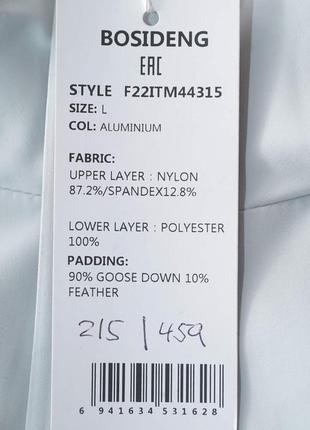 BOSIDENG
EAC
STYLE F22ITM44315
SIZE: L
COL: ALUMINIUM
FABRIC:
UPPER LAYER : NYLON
87.2%/SPANDEX12.8%
LOWER LAYER : POLYESTER
100%
PADDING:
90% GOOSE DOWN 10%
FEATHER
215 / 459
6 941634 531628